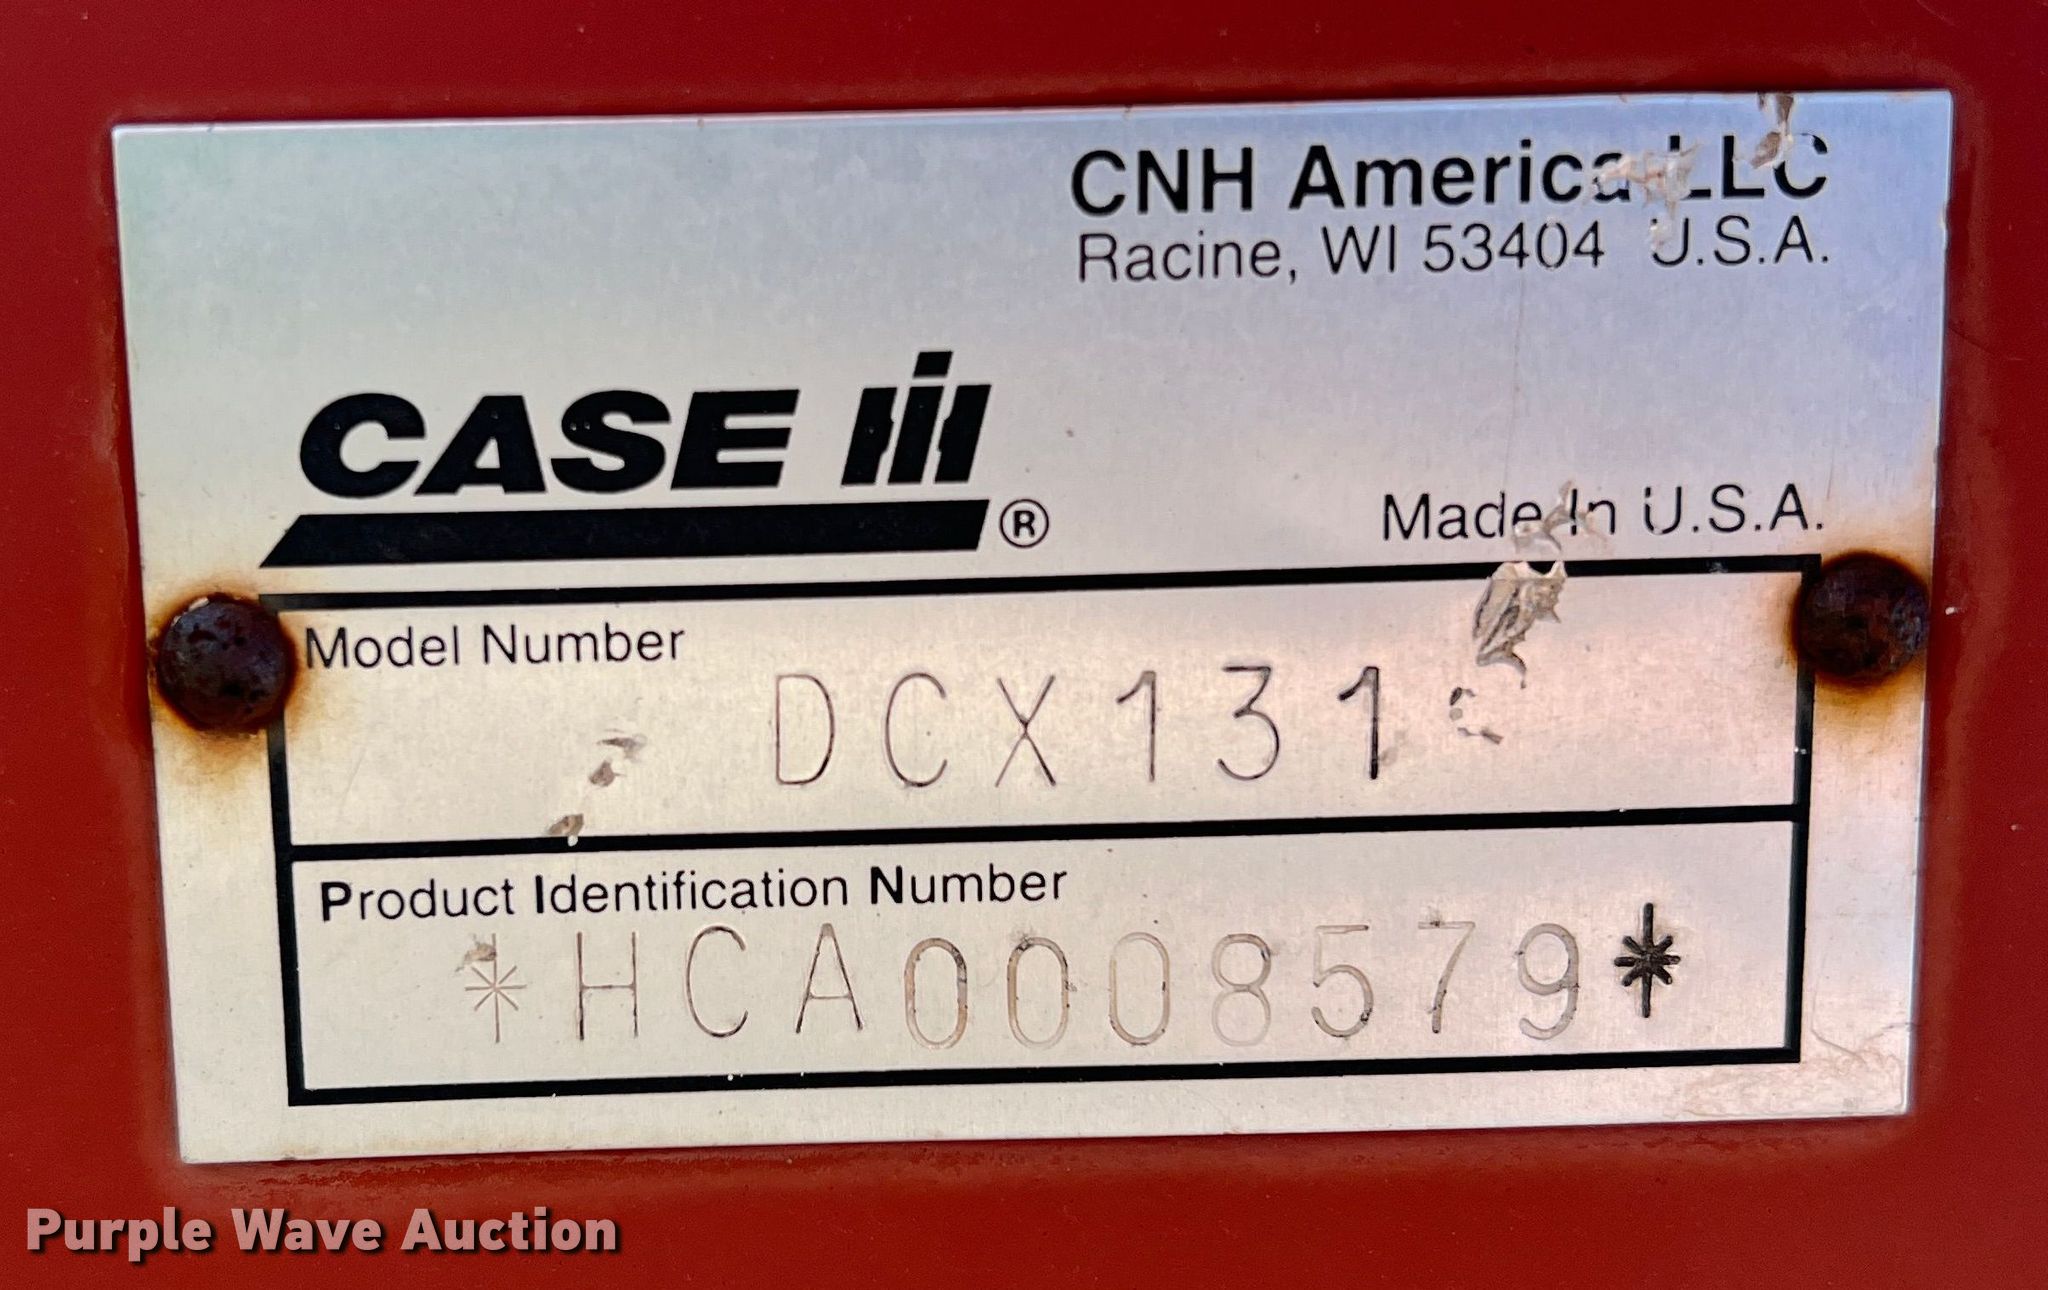 CNH America LLC
Racine, WI 53404 U.S.A.
CASE IH ®
Made In U.S.A.
Model Number
DCX131
Product Identification Number
*HCA0008579*
Purple Wave Auction